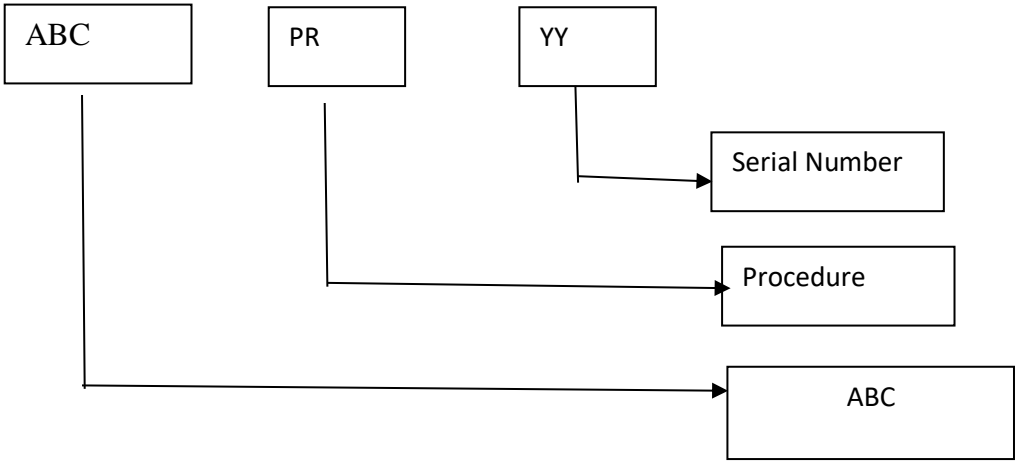 ABC
PR
YY
Serial Number
Procedure
ABC